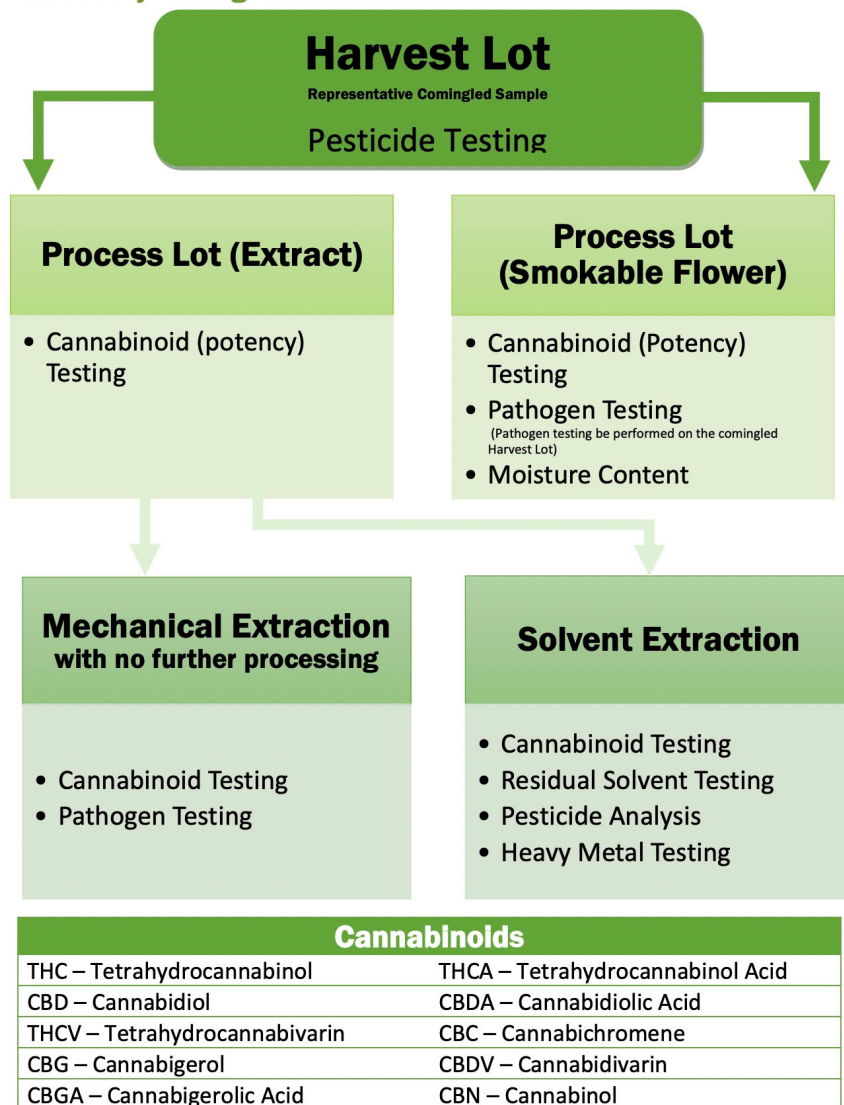 Harvest Lot
Representative Comingled Sample
Pesticide Testing
Process Lot (Extract)
• Cannabinoid (potency)
Testing
Process Lot
(Smokable Flower)
• Cannabinoid (Potency)
Testing
• Pathogen Testing
(Pathogen testing be performed on the comingled
Harvest Lot)
• Moisture Content
Mechanical Extraction
with no further processing
• Cannabinoid Testing
• Pathogen Testing
Solvent Extraction
• Cannabinoid Testing
• Residual Solvent Testing
• Pesticide Analysis
• Heavy Metal Testing
Cannabinoids
THC – Tetrahydrocannabinol THCA – Tetrahydrocannabinol Acid
CBD – Cannabidiol CBDA – Cannabidiolic Acid
THCV – Tetrahydrocannabivarin CBC – Cannabichromene
CBG – Cannabigerol CBDV – Cannabidivarin
CBGA – Cannabigerolic Acid CBN – Cannabinol